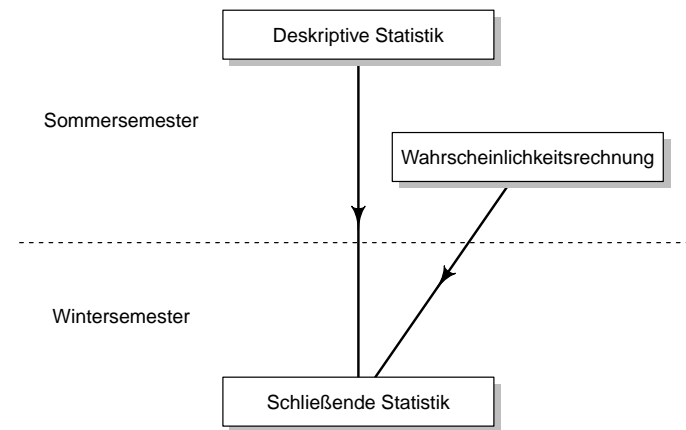 Deskriptive Statistik
Sommersemester
Wahrscheinlichkeitsrechnung
Wintersemester
Schließende Statistik